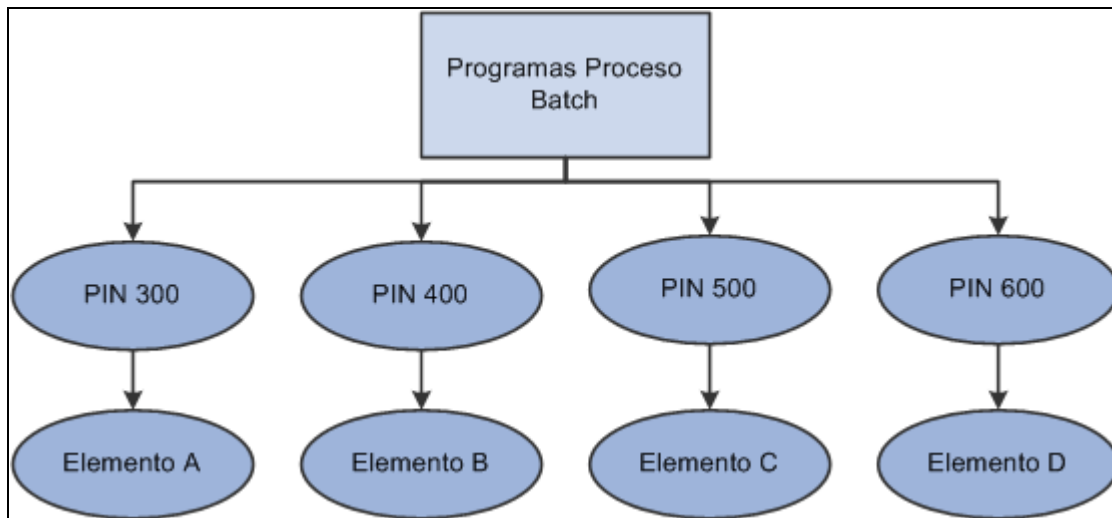 Programas Proceso
Batch
PIN 300
PIN 400
PIN 500
PIN 600
Elemento A
Elemento B
Elemento C
Elemento D